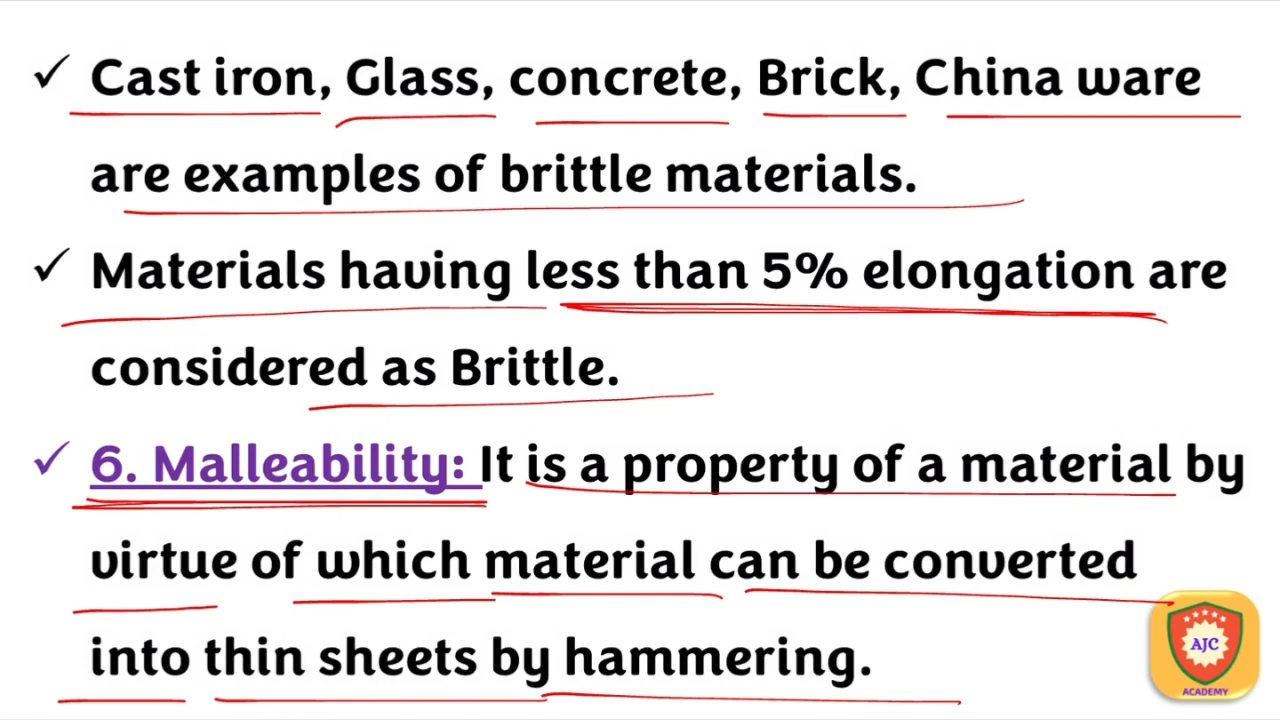 ✓ Cast iron, Glass, concrete, Brick, China ware
are examples of brittle materials.
✓ Materials having less than 5% elongation are
considered as Brittle.
✓ 6. Malleability: It is a property of a material by
virtue of which material can be converted
into thin sheets by hammering.
AJC
ACADEMY